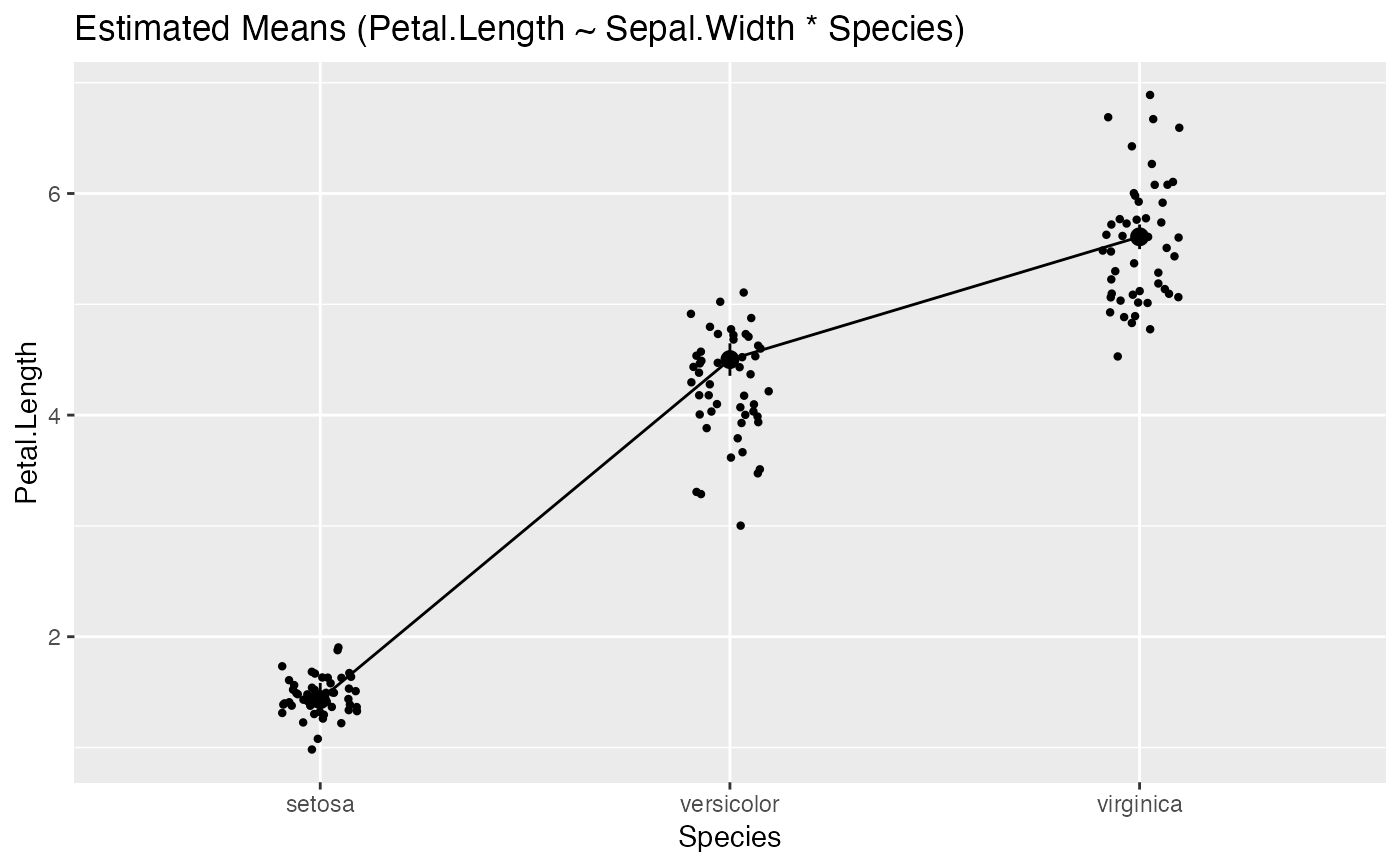 Estimated Means (Petal.Length ~ Sepal.Width * Species)
Petal.Length
6
4
2
setosa
versicolor
virginica
Species